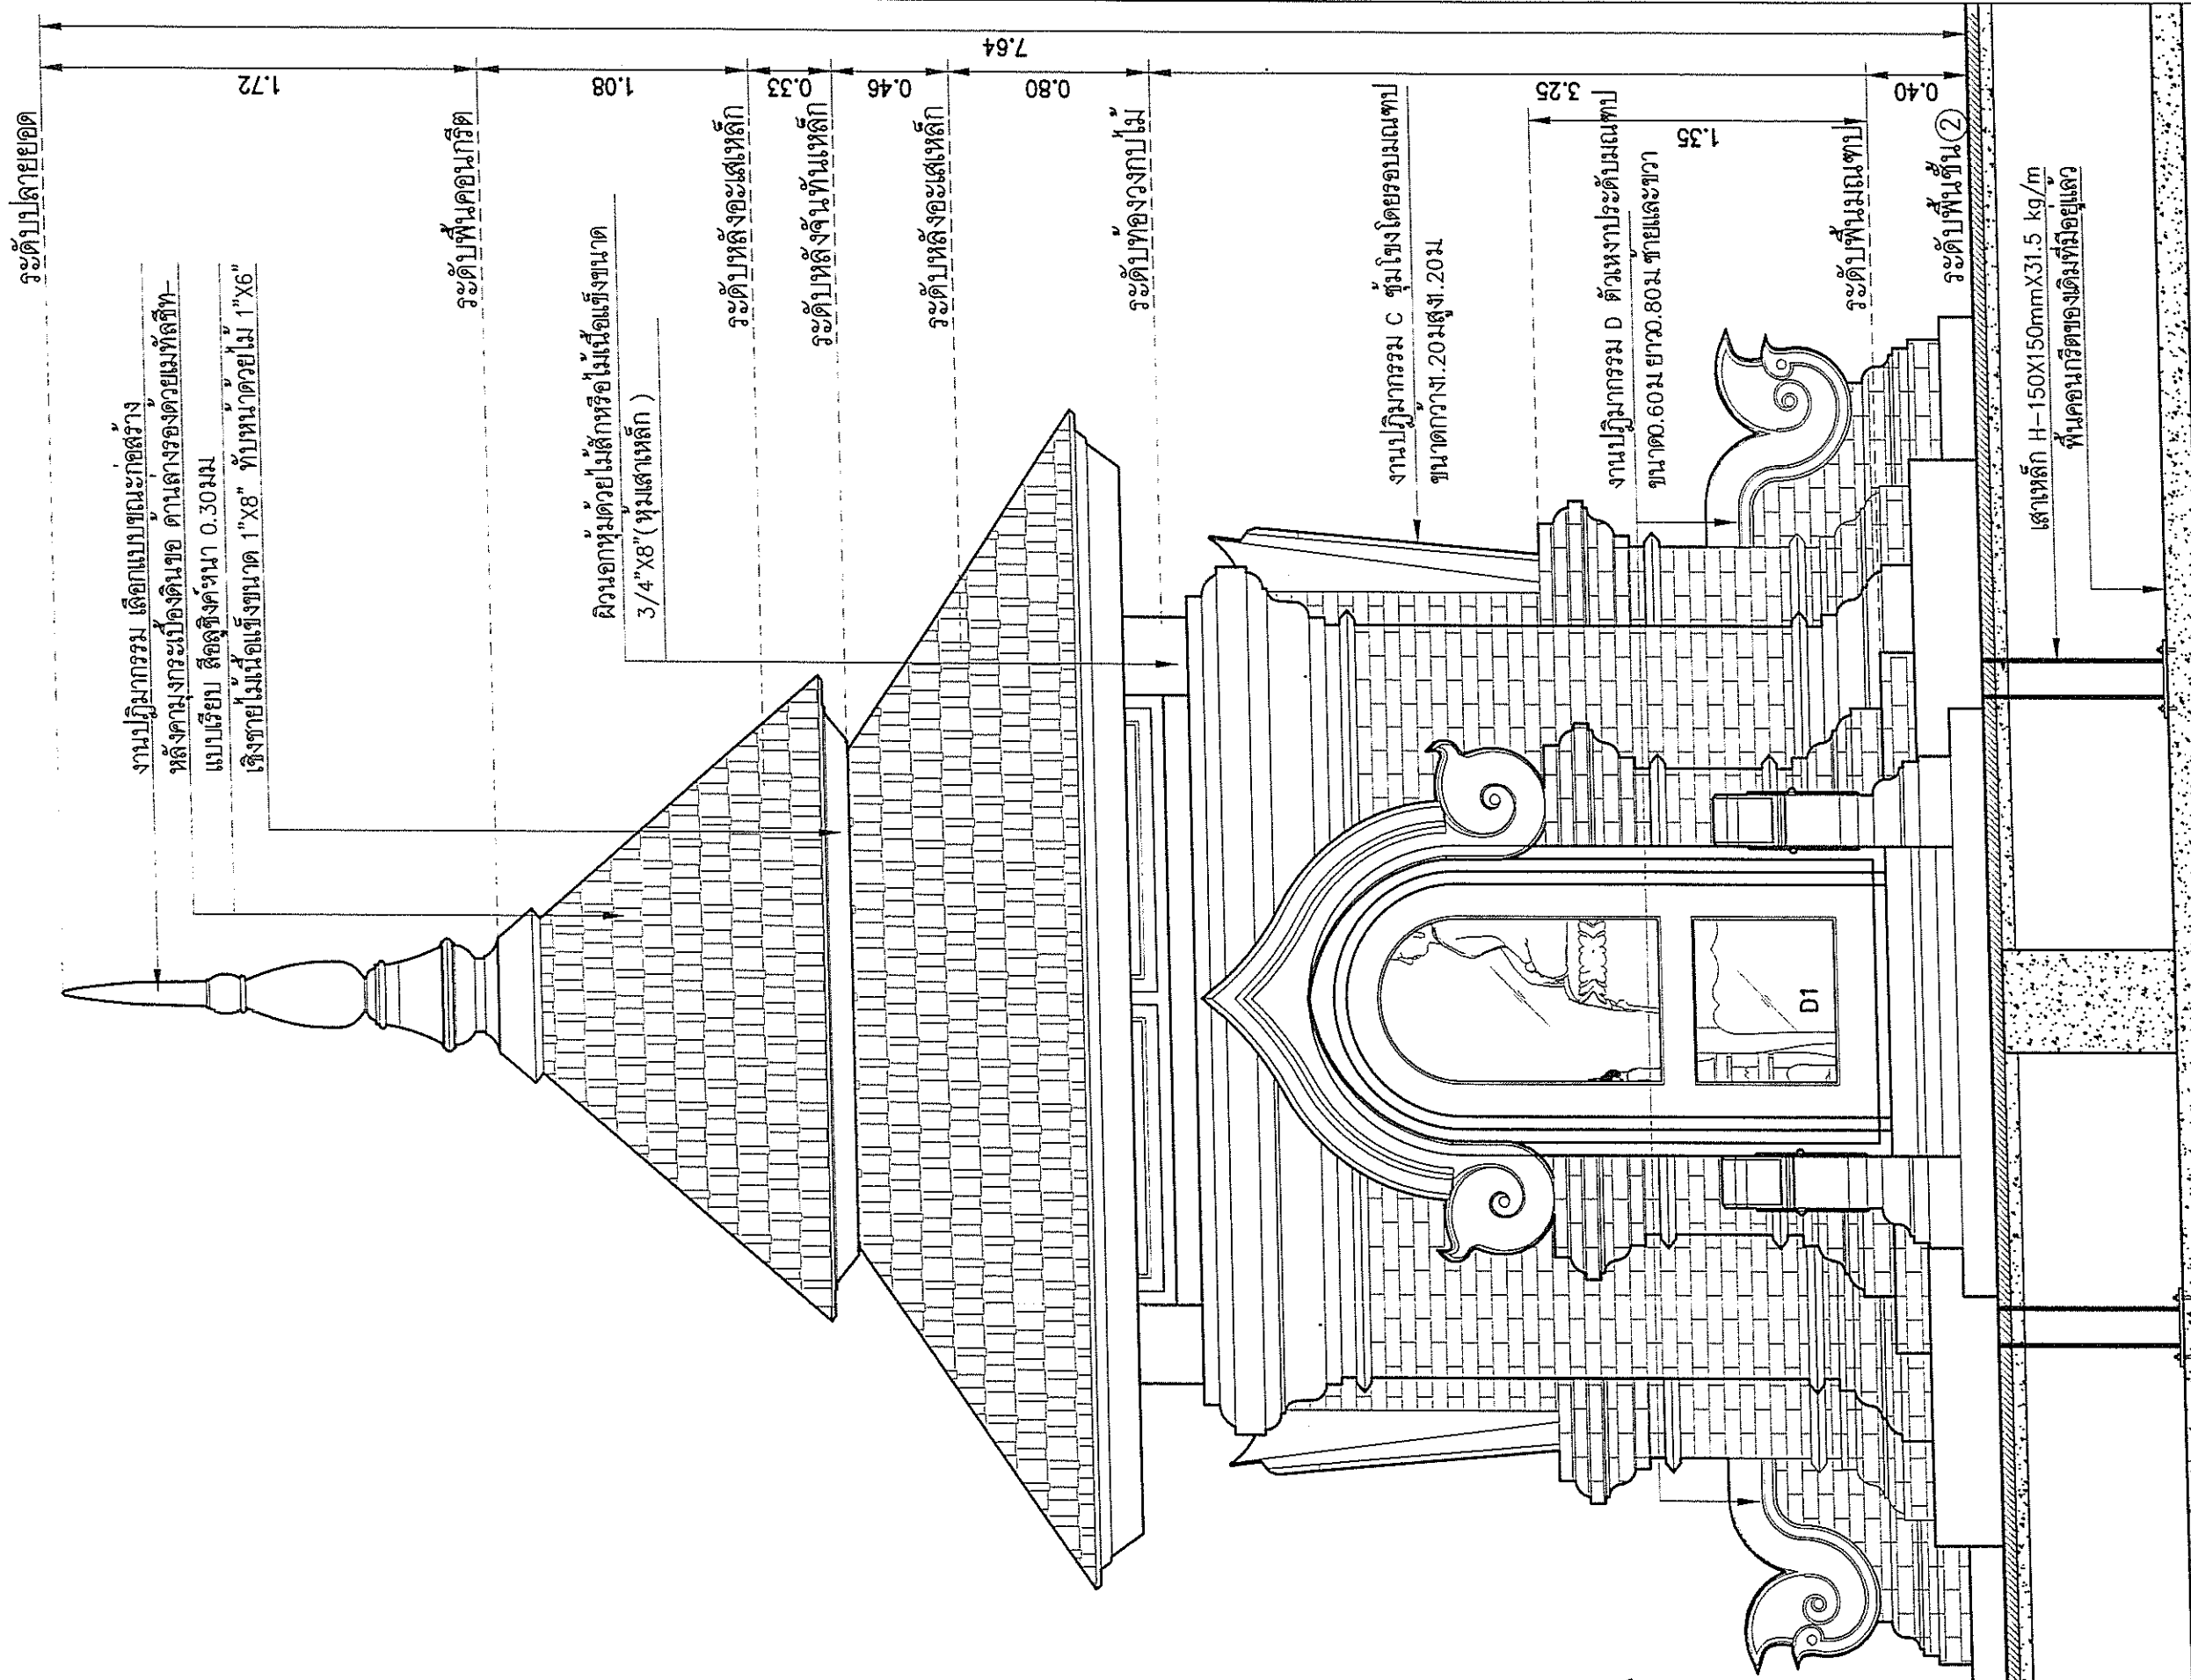 ระดับปลายยอด
งานปฏิมากรรม เลือกแบบขณะก่อสร้าง
หลังคามุงกระเบื้องดินขอ ด้านล่างรองด้วยเมทัลชีท-
แบบเรียบ สีอลูซิงค์หนา 0.30มม
เชิงชายไม้เนื้อแข็งขนาด 1"X8" ทับหน้าด้วยไม้ 1"X6"
ระดับพื้นคอนกรีต
ผิวนอกหุ้มด้วยไม้สักหรือไม้เนื้อแข็งขนาด
3/4"X8"(หุ้มเสาเหล็ก )
ระดับหลังอะเสเหล็ก
ระดับหลังจันทันเหล็ก
ระดับหลังอะเสเหล็ก
ระดับท้องวงกบไม้
งานปฏิมากรรม C ซุ้มโขงโดยรอบมณฑป
ขนาดกว้าง1.20มสูง1.20ม
งานปฏิมากรรม D ตัวเหงาประดับมณฑป
ขนาด0.60ม ยาว0.80ม ซ้ายและขวา
ระดับพื้นมณฑป
ระดับพื้นชั้น 2
เสาเหล็ก H-150X150mmX31.5 kg/m
พื้นคอนกรีตของเดิมที่มีอยู่แล้ว
1.72
1.08
0.33
0.46
0.80
3.25
1.35
0.40
7.64
D1